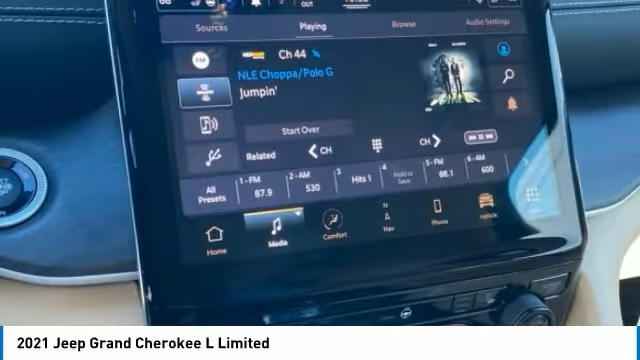 OUT
Sources Playing Browse Audio Settings
FM
Ch 44
NLE Choppa/Polo G
Jumpin'
Start Over
Related CH CH
All Presets
1-FM 87.9
2-AM 530
3 Hits 1
4 Hold to Save
5-FM 88.1
6-AM 600
N
A
Home Media Comfort Nav Phone Vehicle
2021 Jeep Grand Cherokee L Limited